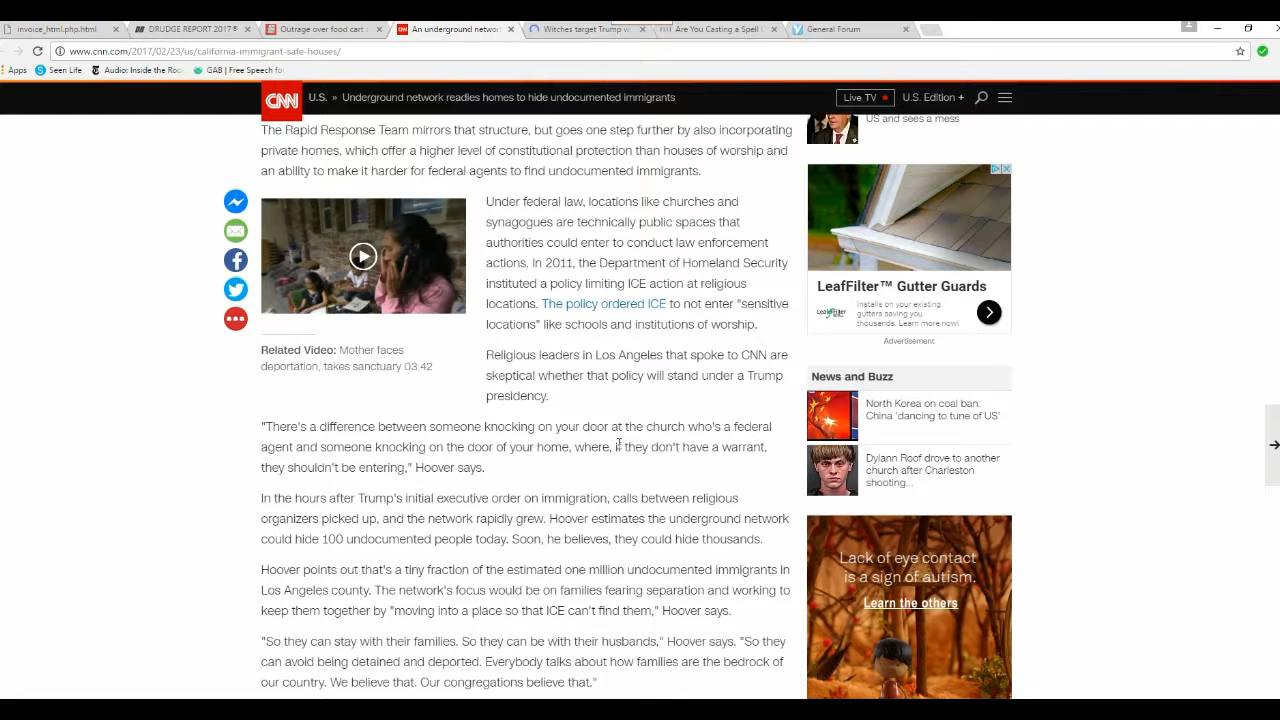 invoice_html.php.html
DRUDGE REPORT 2017®
Outrage over food cart s
An underground networ
Witches target Trump wi
Are You Casting a Spell
General Forum
www.cnn.com/2017/02/23/us/california-immigrant-safe-houses/
Apps
Seen Life
Audio: Inside the Roo
GAB | Free Speech fo
CNN
U.S. » Underground network readies homes to hide undocumented immigrants
Live TV
U.S. Edition +
The Rapid Response Team mirrors that structure, but goes one step further by also incorporating
private homes, which offer a higher level of constitutional protection than houses of worship and
an ability to make it harder for federal agents to find undocumented immigrants.
Related Video: Mother faces
deportation, takes sanctuary 03:42
Under federal law, locations like churches and
synagogues are technically public spaces that
authorities could enter to conduct law enforcement
actions. In 2011, the Department of Homeland Security
instituted a policy limiting ICE action at religious
locations. The policy ordered ICE to not enter "sensitive
locations" like schools and institutions of worship.
Religious leaders in Los Angeles that spoke to CNN are
skeptical whether that policy will stand under a Trump
presidency.
"There's a difference between someone knocking on your door at the church who's a federal
agent and someone knocking on the door of your home, where, if they don't have a warrant,
they shouldn't be entering," Hoover says.
In the hours after Trump's initial executive order on immigration, calls between religious
organizers picked up, and the network rapidly grew. Hoover estimates the underground network
could hide 100 undocumented people today. Soon, he believes, they could hide thousands.
Hoover points out that's a tiny fraction of the estimated one million undocumented immigrants in
Los Angeles county. The network's focus would be on families fearing separation and working to
keep them together by "moving into a place so that ICE can't find them," Hoover says.
"So they can stay with their families. So they can be with their husbands," Hoover says. "So they
can avoid being detained and deported. Everybody talks about how families are the bedrock of
our country. We believe that. Our congregations believe that."
US and sees a mess
LeafFilter™ Gutter Guards
LeafFilter
Installs on your existing
gutters saving you
thousands. Learn more now!
Advertisement
News and Buzz
North Korea on coal ban:
China 'dancing to tune of US'
Dylann Roof drove to another
church after Charleston
shooting...
Lack of eye contact
is a sign of autism.
Learn the others